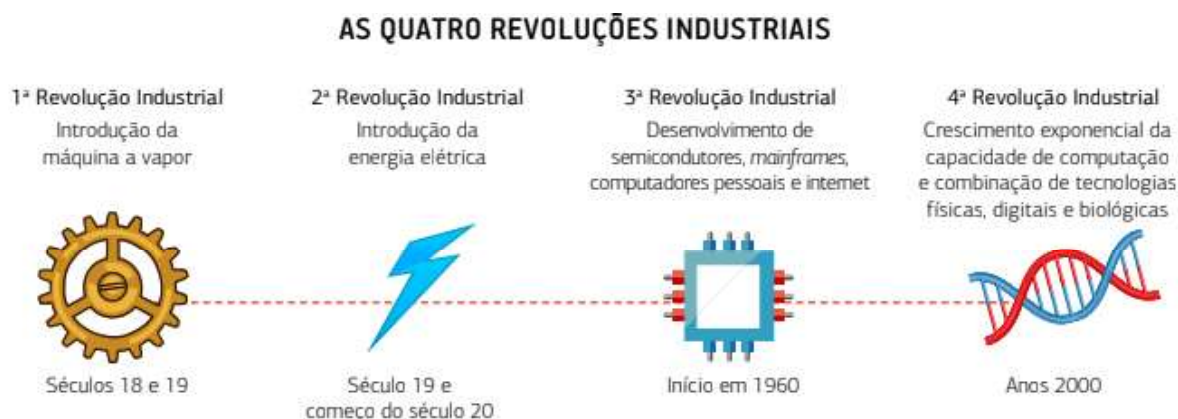 AS QUATRO REVOLUÇÕES INDUSTRIAIS
1ª Revolução Industrial
Introdução da
máquina a vapor
Séculos 18 e 19
2ª Revolução Industrial
Introdução da
energia elétrica
Século 19 e
começo do século 20
3ª Revolução Industrial
Desenvolvimento de
semicondutores, mainframes,
computadores pessoais e internet
Início em 1960
4ª Revolução Industrial
Crescimento exponencial da
capacidade de computação
e combinação de tecnologias
físicas, digitais e biológicas
Anos 2000